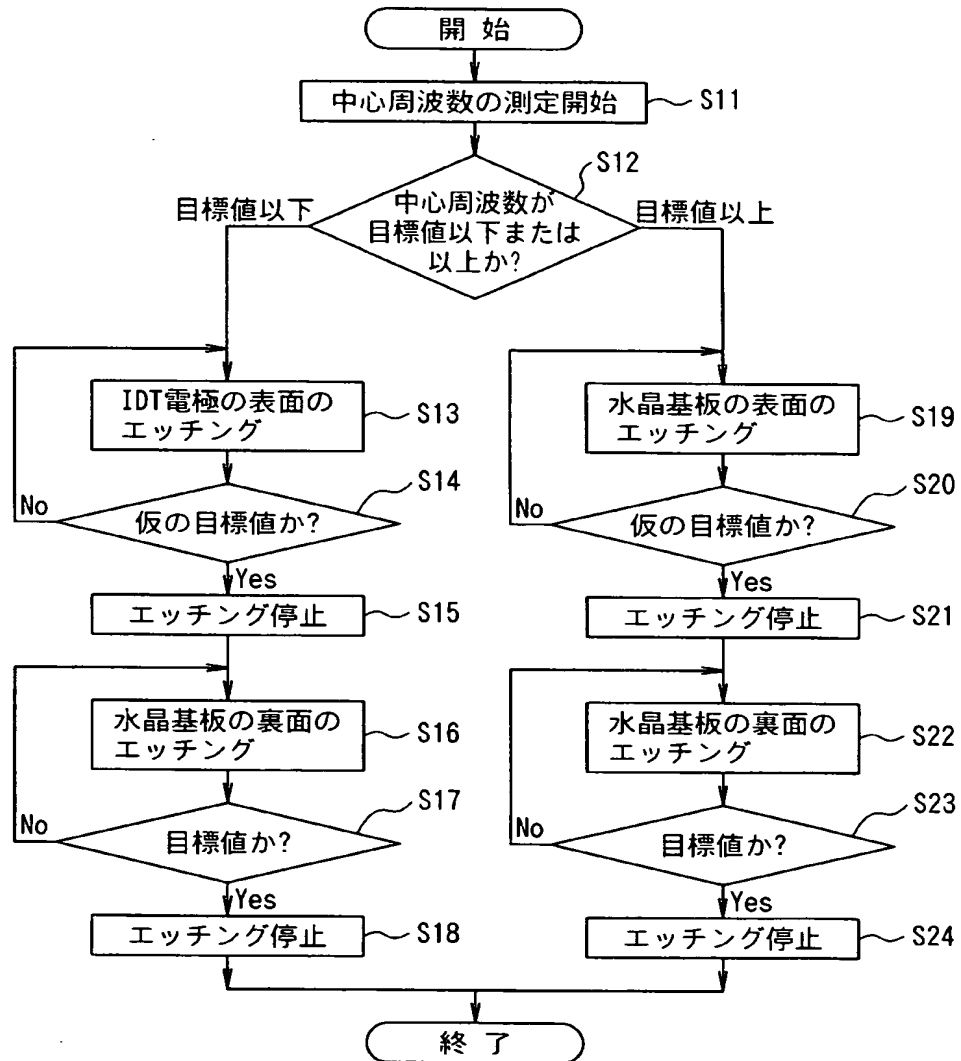 開 始
中心周波数の測定開始
S11
S12
中心周波数が
目標値以下または
以上か?
目標値以下
目標値以上
IDT電極の表面の
エッチング
S13
仮の目標値か?
S14
No
Yes
エッチング停止
S15
水晶基板の裏面の
エッチング
S16
目標値か?
S17
No
Yes
エッチング停止
S18
水晶基板の表面の
エッチング
S19
仮の目標値か?
S20
No
Yes
エッチング停止
S21
水晶基板の裏面の
エッチング
S22
目標値か?
S23
No
Yes
エッチング停止
S24
終 了